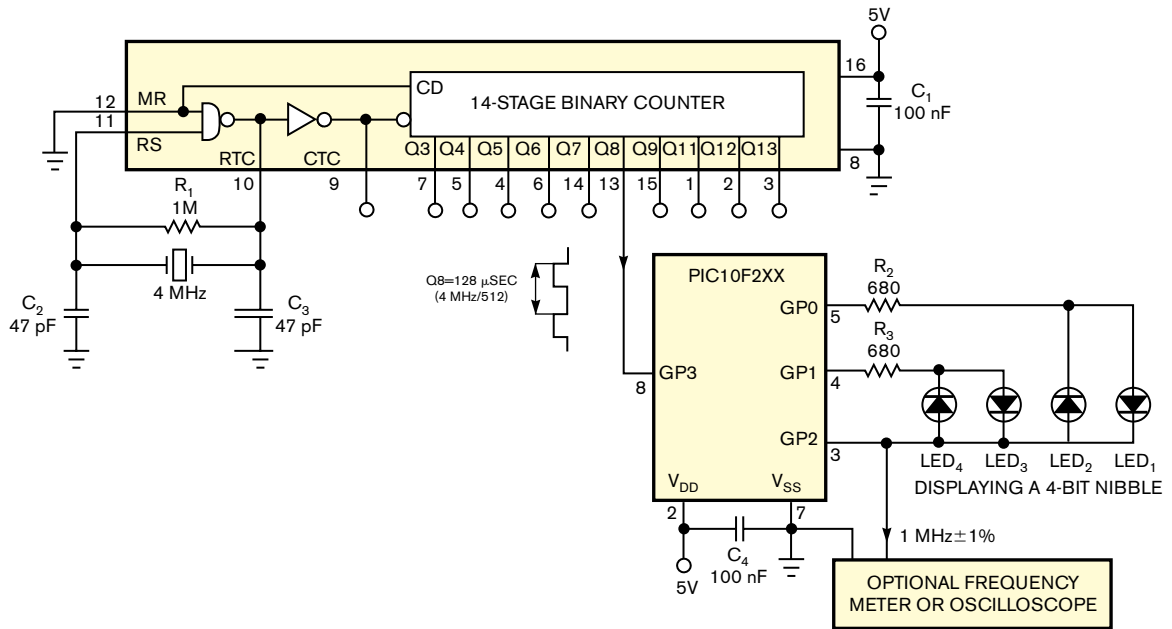 5V
16
C1
100 nF
8
12
MR
11
RS
CD
14-STAGE BINARY COUNTER
RTC
CTC
Q3
Q4
Q5
Q6
Q7
Q8
Q9
Q11
Q12
Q13
10
9
7
5
4
6
14
13
15
1
2
3
R1
1M
4 MHz
C2
47 pF
C3
47 pF
Q8=128 µSEC
(4 MHz/512)
PIC10F2XX
GP0
5
R2
680
R3
680
GP3
8
GP1
4
GP2
3
LED4
LED3
LED2
LED1
DISPLAYING A 4-BIT NIBBLE
VDD
VSS
2
7
C4
100 nF
5V
1 MHz±1%
OPTIONAL FREQUENCY
METER OR OSCILLOSCOPE